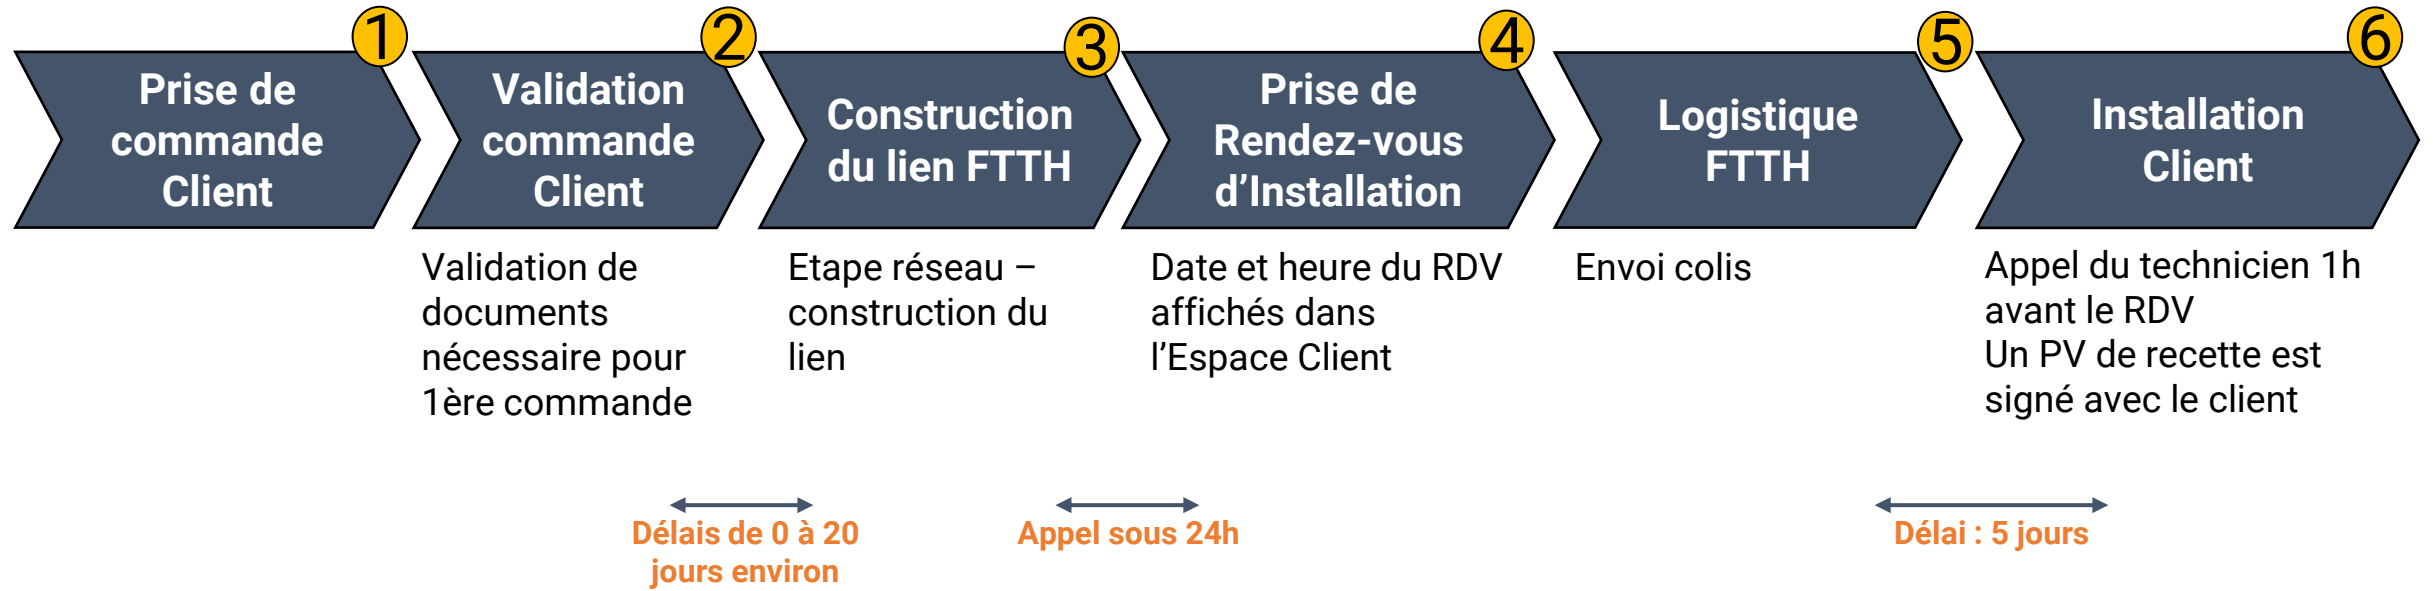 1
Prise de
commande
Client
2
Validation
commande
Client
Validation de
documents
nécessaire pour
1ère commande
3
Construction
du lien FTTH
Etape réseau –
construction du
lien
4
Prise de
Rendez-vous
d’Installation
Date et heure du RDV
affichés dans
l’Espace Client
5
Logistique
FTTH
Envoi colis
6
Installation
Client
Appel du technicien 1h
avant le RDV
Un PV de recette est
signé avec le client
Délais de 0 à 20
jours environ
Appel sous 24h
Délai : 5 jours